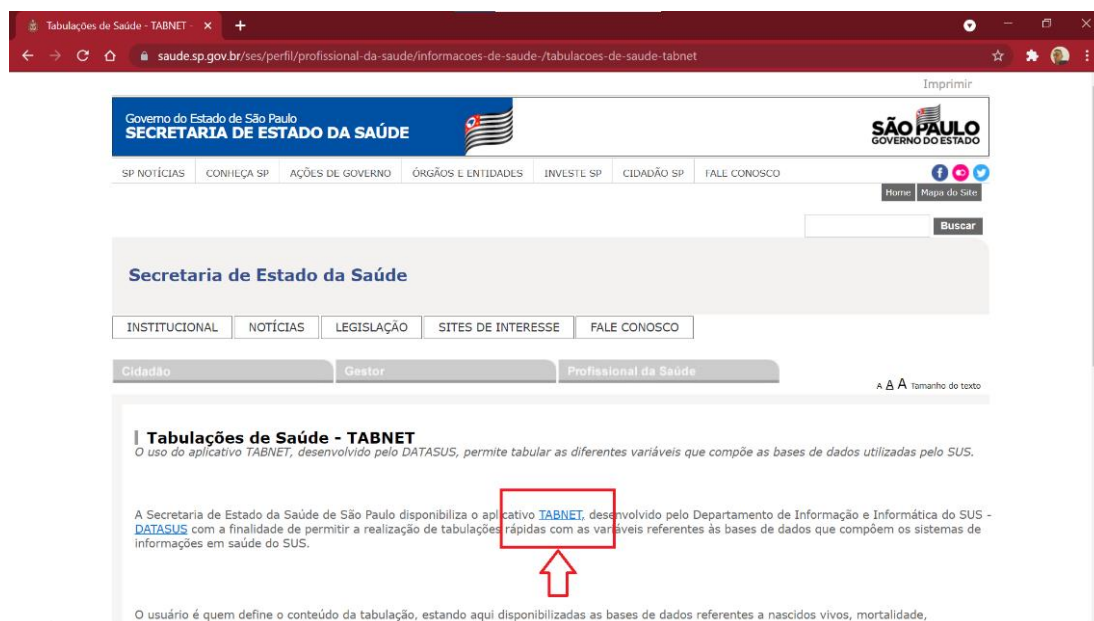 Tabulações de Saúde - TABNET -
saude.sp.gov.br/ses/perfil/profissional-da-saude/informacoes-de-saude-/tabulacoes-de-saude-tabnet
Imprimir
Governo do Estado de São Paulo
SECRETARIA DE ESTADO DA SAÚDE
SÃO PAULO
GOVERNO DO ESTADO
SP NOTÍCIAS CONHEÇA SP AÇÕES DE GOVERNO ÓRGÃOS E ENTIDADES INVESTE SP CIDADÃO SP FALE CONOSCO
Home Mapa do Site
Buscar
Secretaria de Estado da Saúde
INSTITUCIONAL NOTÍCIAS LEGISLAÇÃO SITES DE INTERESSE FALE CONOSCO
Cidadão Gestor Profissional da Saúde
A A A Tamanho do texto
Tabulações de Saúde - TABNET
O uso do aplicativo TABNET, desenvolvido pelo DATASUS, permite tabular as diferentes variáveis que compõe as bases de dados utilizadas pelo SUS.
A Secretaria de Estado da Saúde de São Paulo disponibiliza o aplicativo TABNET, desenvolvido pelo Departamento de Informação e Informática do SUS -
DATASUS com a finalidade de permitir a realização de tabulações rápidas com as variáveis referentes às bases de dados que compõem os sistemas de
informações em saúde do SUS.
O usuário é quem define o conteúdo da tabulação, estando aqui disponibilizadas as bases de dados referentes a nascidos vivos, mortalidade,